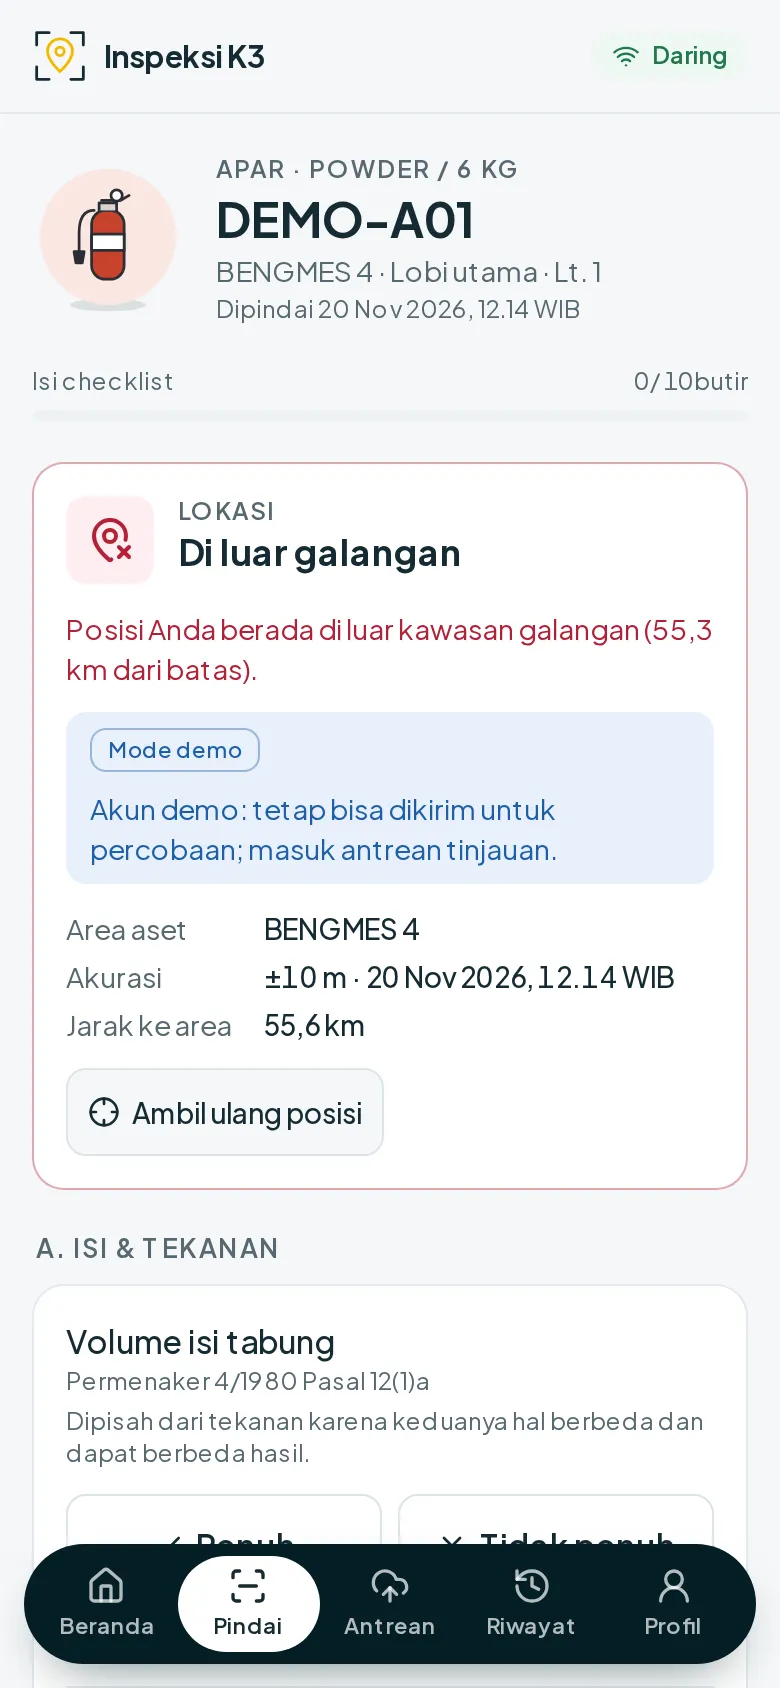 Inspeksi K3
Daring
APAR · POWDER / 6 KG
DEMO-A01
BENGMES 4 · Lobi utama · Lt. 1
Dipindai 20 Nov 2026, 12.14 WIB
Isi checklist
0/10 butir
LOKASI
Di luar galangan
Posisi Anda berada di luar kawasan galangan (55,3
km dari batas).
Mode demo
Akun demo: tetap bisa dikirim untuk
percobaan; masuk antrean tinjauan.
Area aset BENGMES 4
Akurasi ±10 m · 20 Nov 2026, 12.14 WIB
Jarak ke area 55,6 km
Ambil ulang posisi
A. ISI & TEKANAN
Volume isi tabung
Permenaker 4/1980 Pasal 12(1)a
Dipisah dari tekanan karena keduanya hal berbeda dan
dapat berbeda hasil.
Penuh
Tidak penuh
Beranda
Pindai
Antrean
Riwayat
Profil